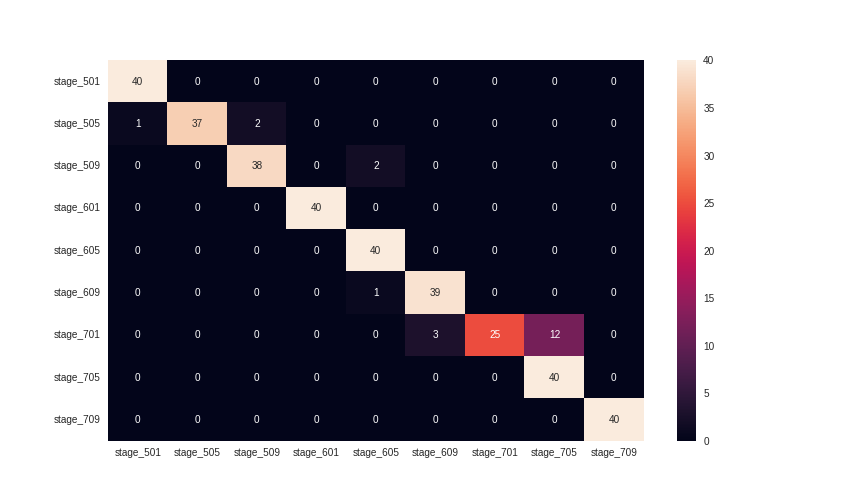 stage_501 40 0 0 0 0 0 0 0 0
stage_505 1 37 2 0 0 0 0 0 0
stage_509 0 0 38 0 2 0 0 0 0
stage_601 0 0 0 40 0 0 0 0 0
stage_605 0 0 0 0 40 0 0 0 0
stage_609 0 0 0 0 1 39 0 0 0
stage_701 0 0 0 0 0 3 25 12 0
stage_705 0 0 0 0 0 0 0 40 0
stage_709 0 0 0 0 0 0 0 0 40
stage_501 stage_505 stage_509 stage_601 stage_605 stage_609 stage_701 stage_705 stage_709
40
35
30
25
20
15
10
5
0